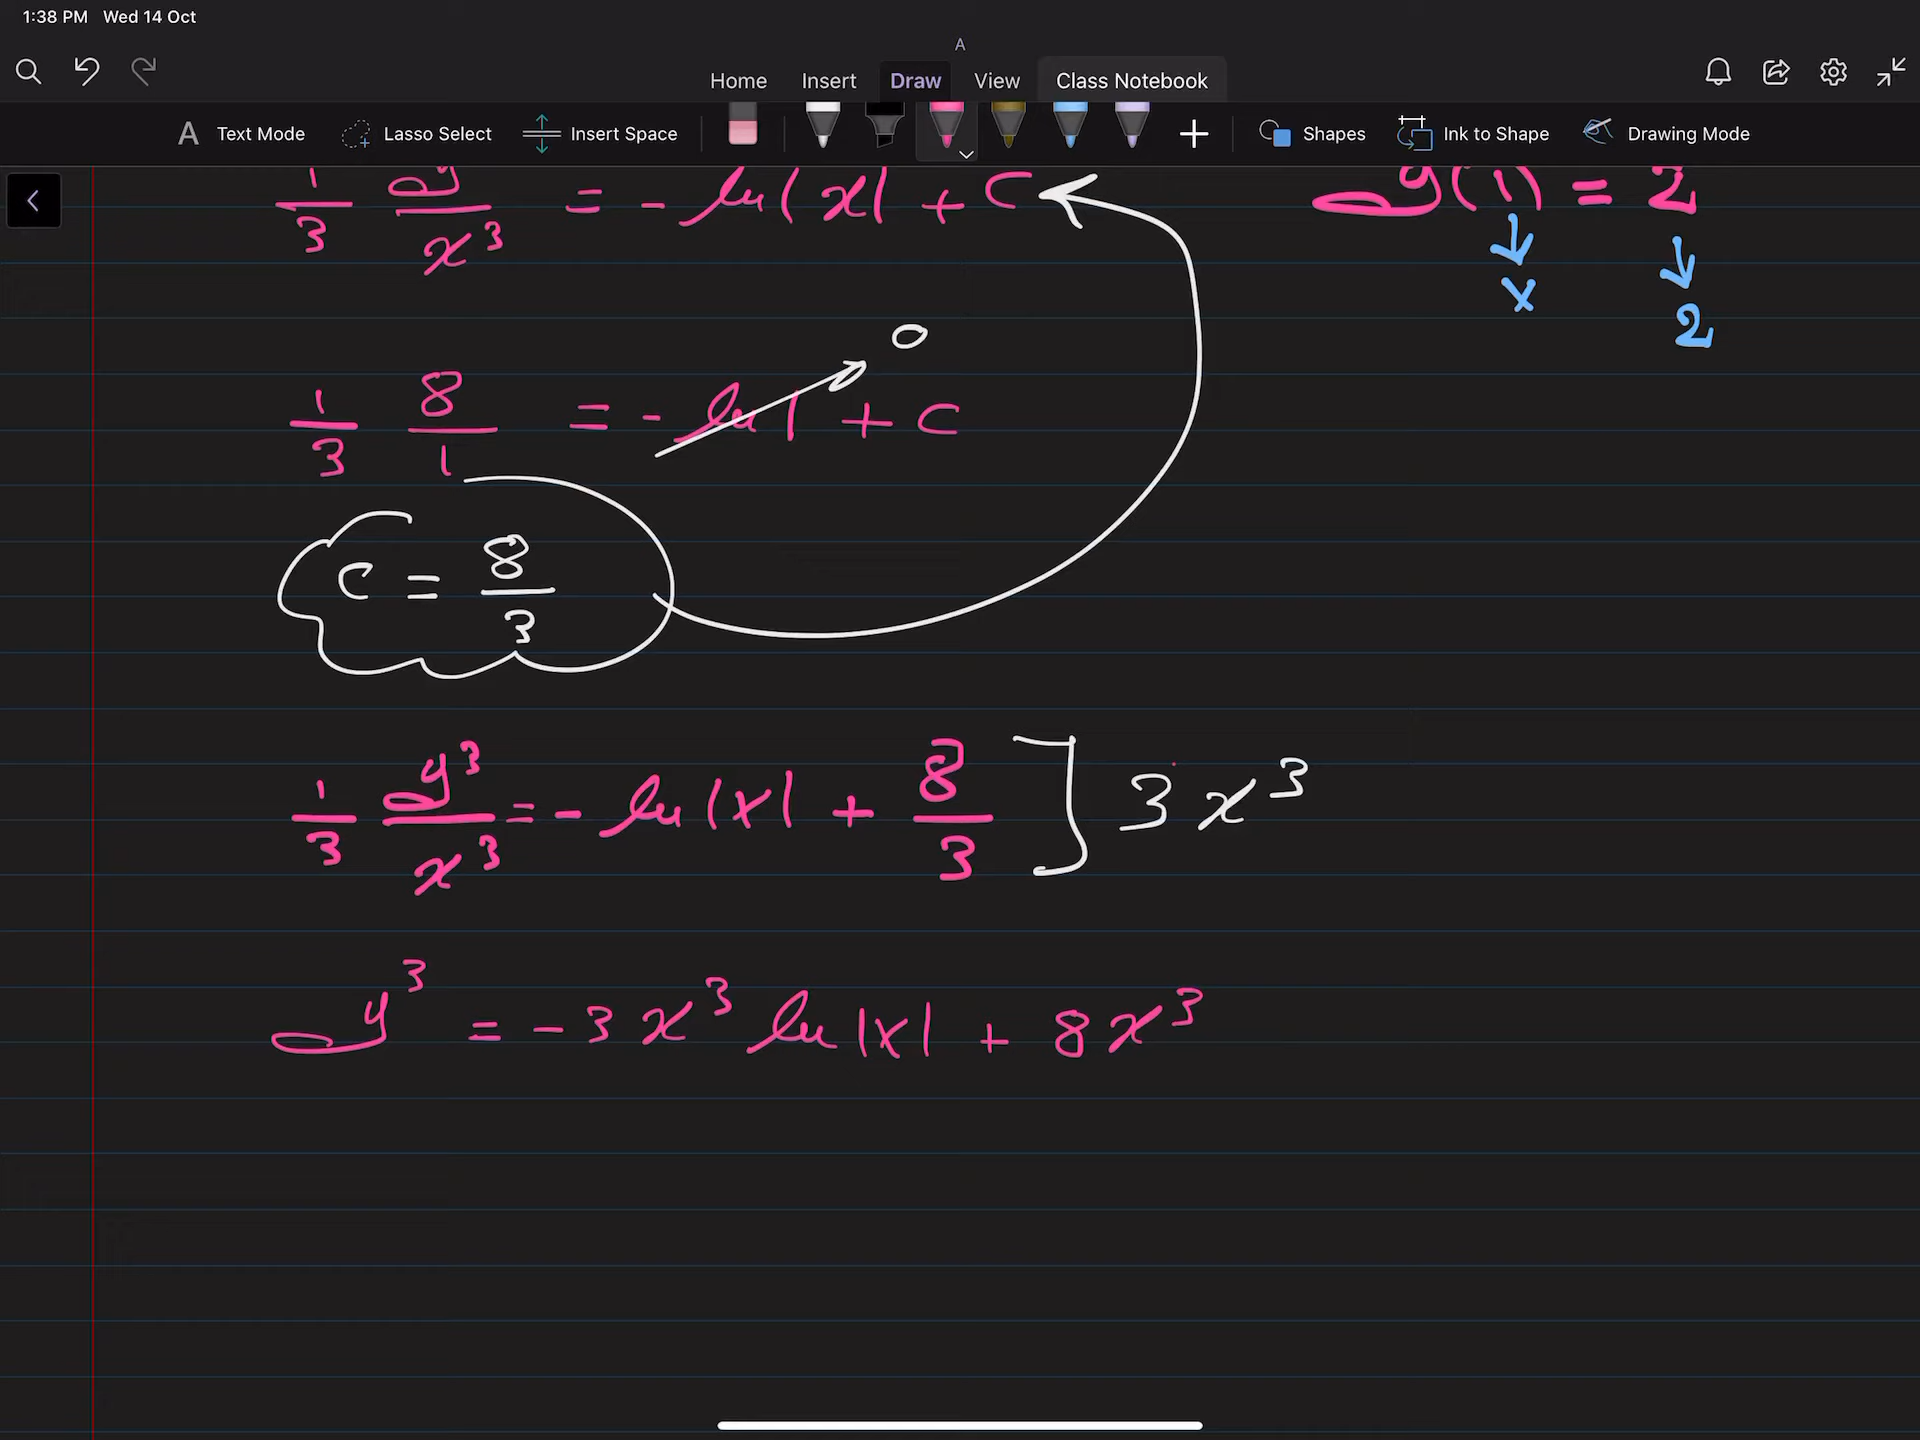 1:38 PM Wed 14 Oct
A
Home Insert Draw View Class Notebook
A Text Mode Lasso Select Insert Space Shapes Ink to Shape Drawing Mode
1/3 y/x³ = - ln|x| + C
y(1) = 2
x 2
0
1/3 8/1 = - ln 1 + C
C = 8/3
1/3 y³/x³ = - ln|x| + 8/3 ] 3x³
y³ = -3x³ ln|x| + 8x³